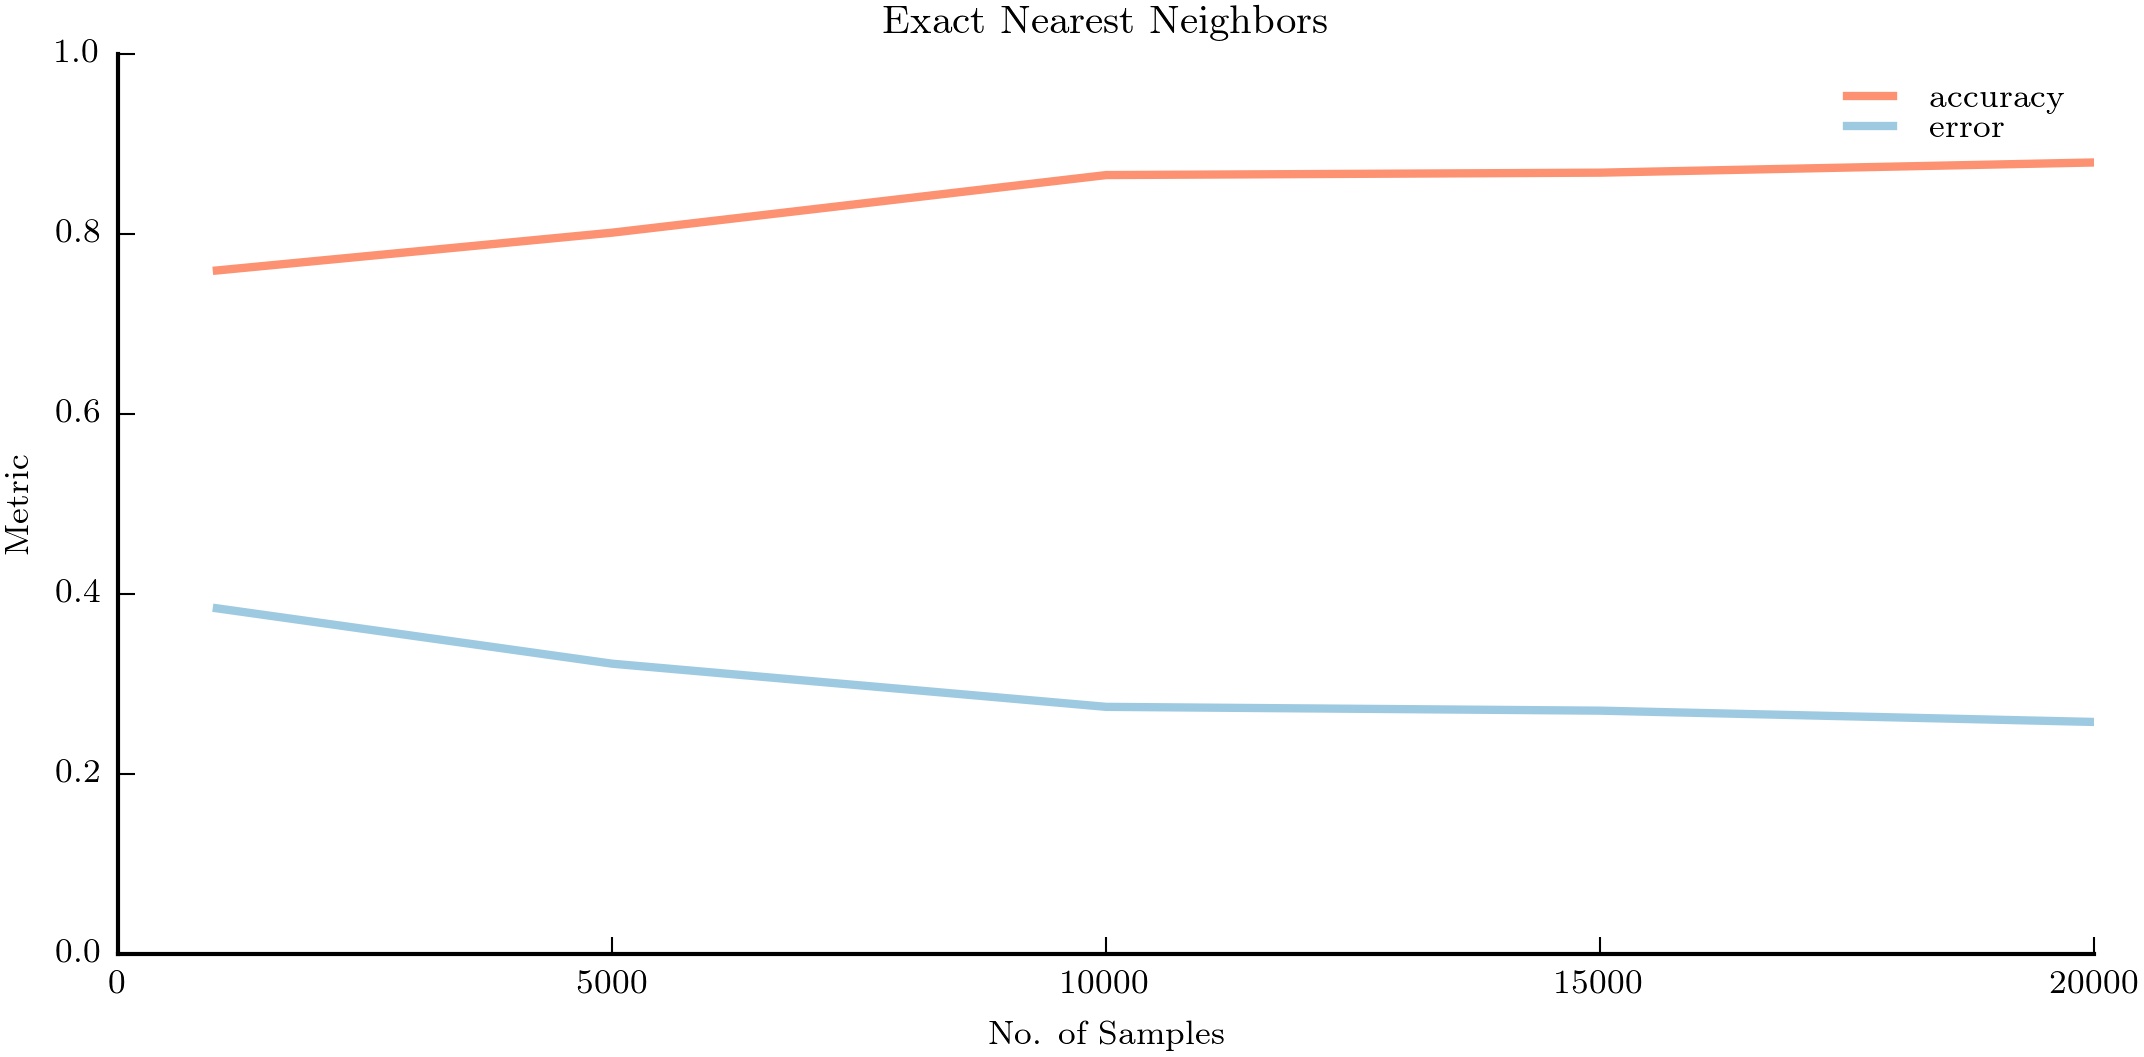 Exact Nearest Neighbors
1.0
accuracy
error
0.8
0.6
Metric
0.4
0.2
0.0
0 5000 10000 15000 20000
No. of Samples